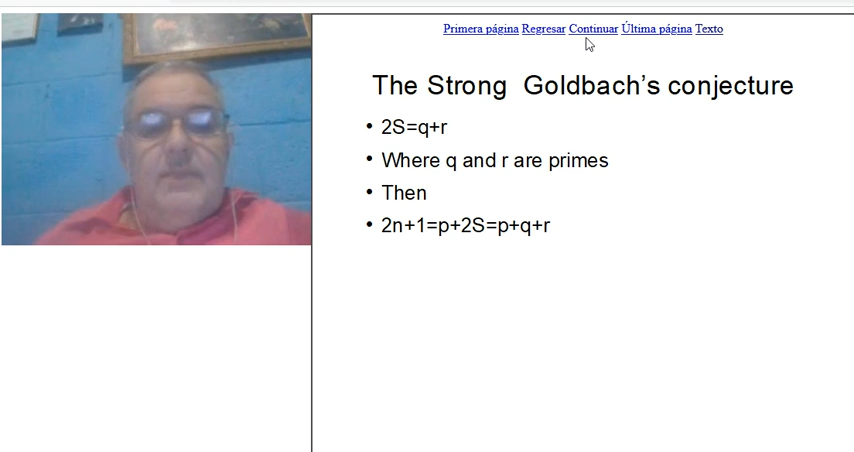 Primera página Regresar Continuar Última página Texto
The Strong Goldbach’s conjecture
• 2S=q+r
• Where q and r are primes
• Then
• 2n+1=p+2S=p+q+r